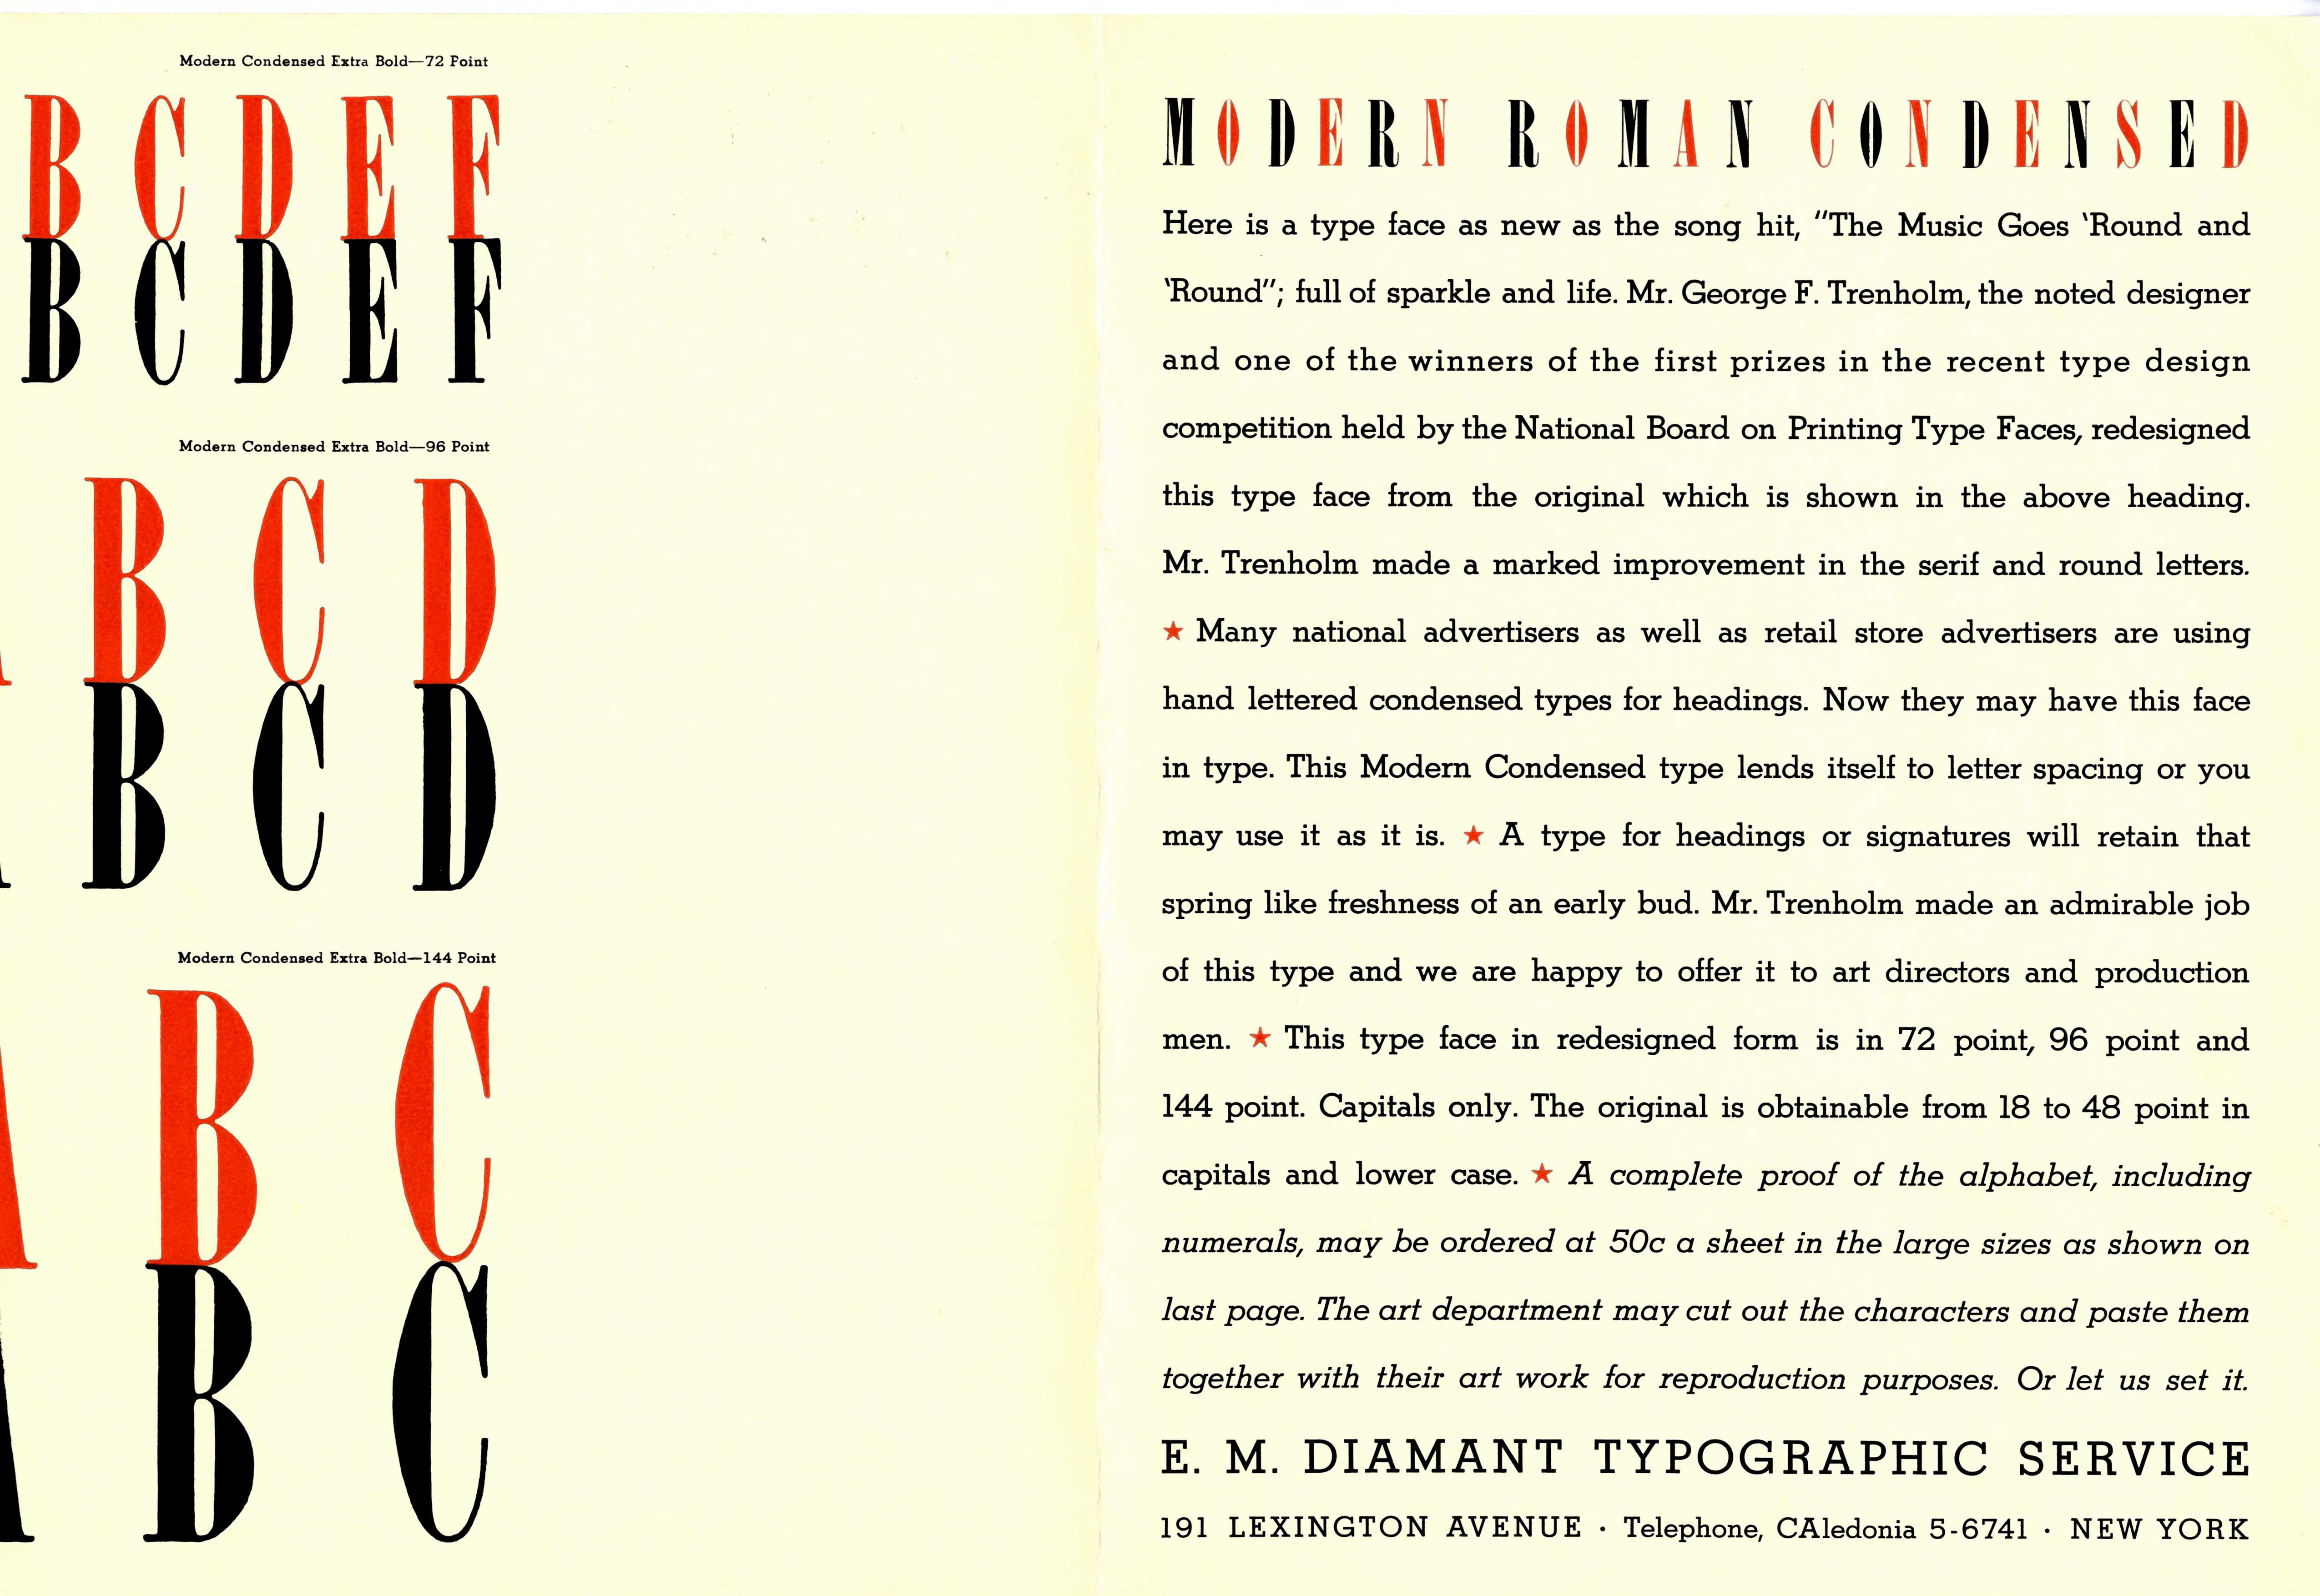 Modern Condensed Extra Bold—72 Point
B C D E F
B C D E F
Modern Condensed Extra Bold—96 Point
B C D
B C D
Modern Condensed Extra Bold—144 Point
A B C
A B C
MODERN ROMAN CONDENSED
Here is a type face as new as the song hit, "The Music Goes 'Round and
'Round"; full of sparkle and life. Mr. George F. Trenholm, the noted designer
and one of the winners of the first prizes in the recent type design
competition held by the National Board on Printing Type Faces, redesigned
this type face from the original which is shown in the above heading.
Mr. Trenholm made a marked improvement in the serif and round letters.
★ Many national advertisers as well as retail store advertisers are using
hand lettered condensed types for headings. Now they may have this face
in type. This Modern Condensed type lends itself to letter spacing or you
may use it as it is. ★ A type for headings or signatures will retain that
spring like freshness of an early bud. Mr. Trenholm made an admirable job
of this type and we are happy to offer it to art directors and production
men. ★ This type face in redesigned form is in 72 point, 96 point and
144 point. Capitals only. The original is obtainable from 18 to 48 point in
capitals and lower case. ★ A complete proof of the alphabet, including
numerals, may be ordered at 50c a sheet in the large sizes as shown on
last page. The art department may cut out the characters and paste them
together with their art work for reproduction purposes. Or let us set it.
E. M. DIAMANT TYPOGRAPHIC SERVICE
191 LEXINGTON AVENUE · Telephone, CAledonia 5-6741 · NEW YORK